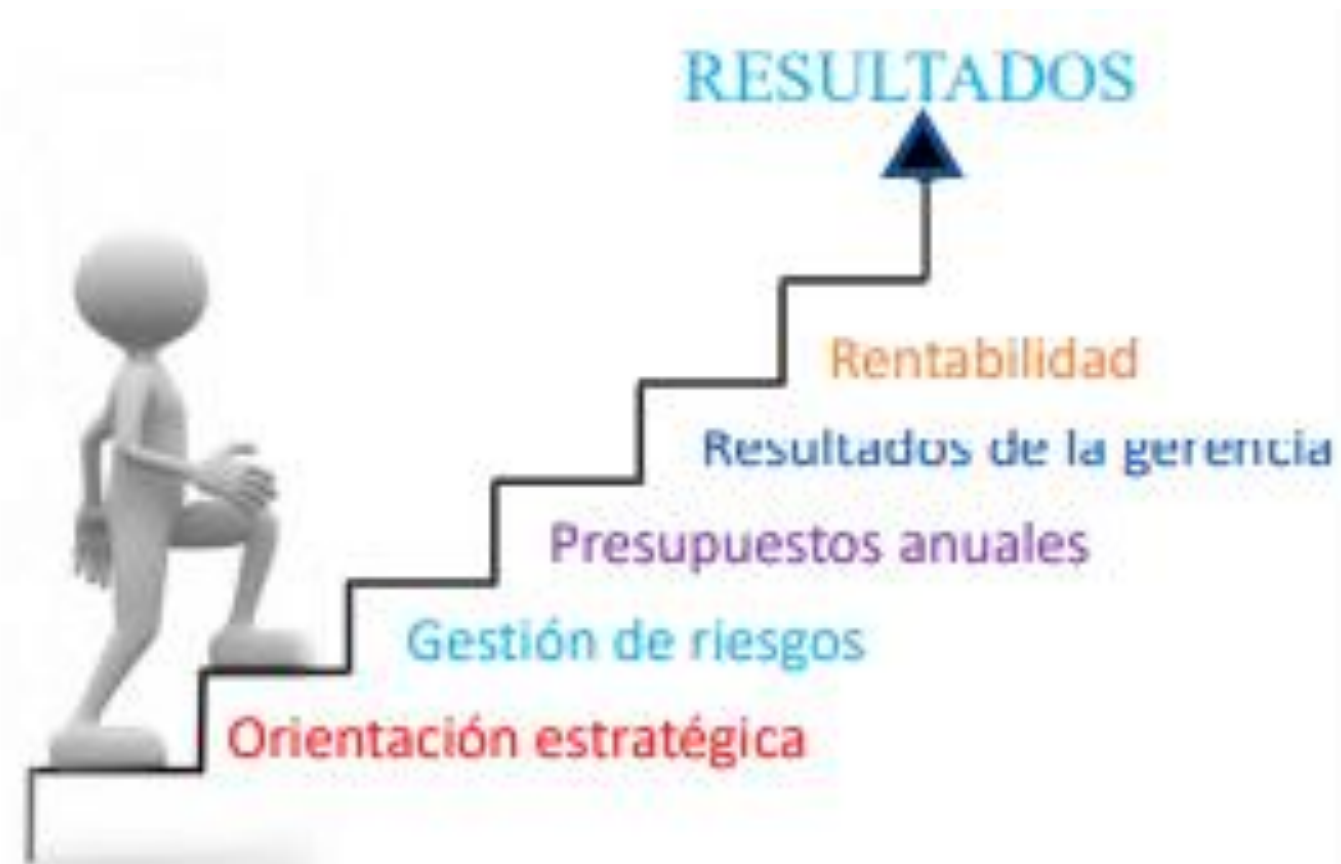 RESULTADOS
Rentabilidad
Resultados de la gerencia
Presupuestos anuales
Gestión de riesgos
Orientación estratégica